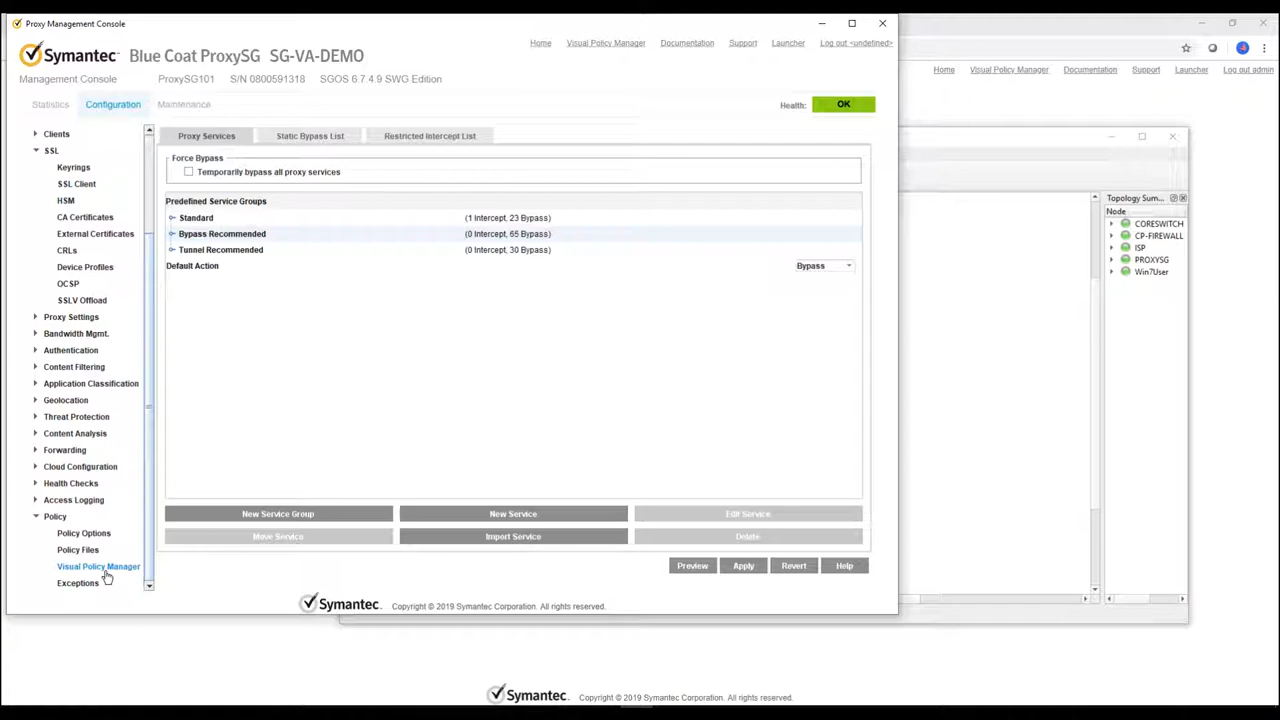 Proxy Management Console
Symantec Blue Coat ProxySG SG-VA-DEMO
Home Visual Policy Manager Documentation Support Launcher Log out <undefined>
Management Console ProxySG101 S/N 0800591318 SGOS 6.7.4.9 SWG Edition
Home Visual Policy Manager Documentation Support Launcher Log out admin
Statistics Configuration Maintenance
Health: OK
Clients
SSL
Keyrings
SSL Client
HSM
CA Certificates
External Certificates
CRLs
Device Profiles
OCSP
SSLV Offload
Proxy Settings
Bandwidth Mgmt.
Authentication
Content Filtering
Application Classification
Geolocation
Threat Protection
Content Analysis
Forwarding
Cloud Configuration
Health Checks
Access Logging
Policy
Policy Options
Policy Files
Visual Policy Manager
Exceptions
Proxy Services Static Bypass List Restricted Intercept List
Force Bypass
Temporarily bypass all proxy services
Predefined Service Groups
Standard (1 Intercept, 23 Bypass)
Bypass Recommended (0 Intercept, 65 Bypass)
Tunnel Recommended (0 Intercept, 30 Bypass)
Default Action Bypass
New Service Group New Service Edit Service
Move Service Import Service Delete
Preview Apply Revert Help
Symantec. Copyright © 2019 Symantec Corporation. All rights reserved.
Topology Sum...
Node
CORESWITCH
CP-FIREWALL
ISP
PROXYSG
Win7User
Symantec. Copyright © 2019 Symantec Corporation. All rights reserved.